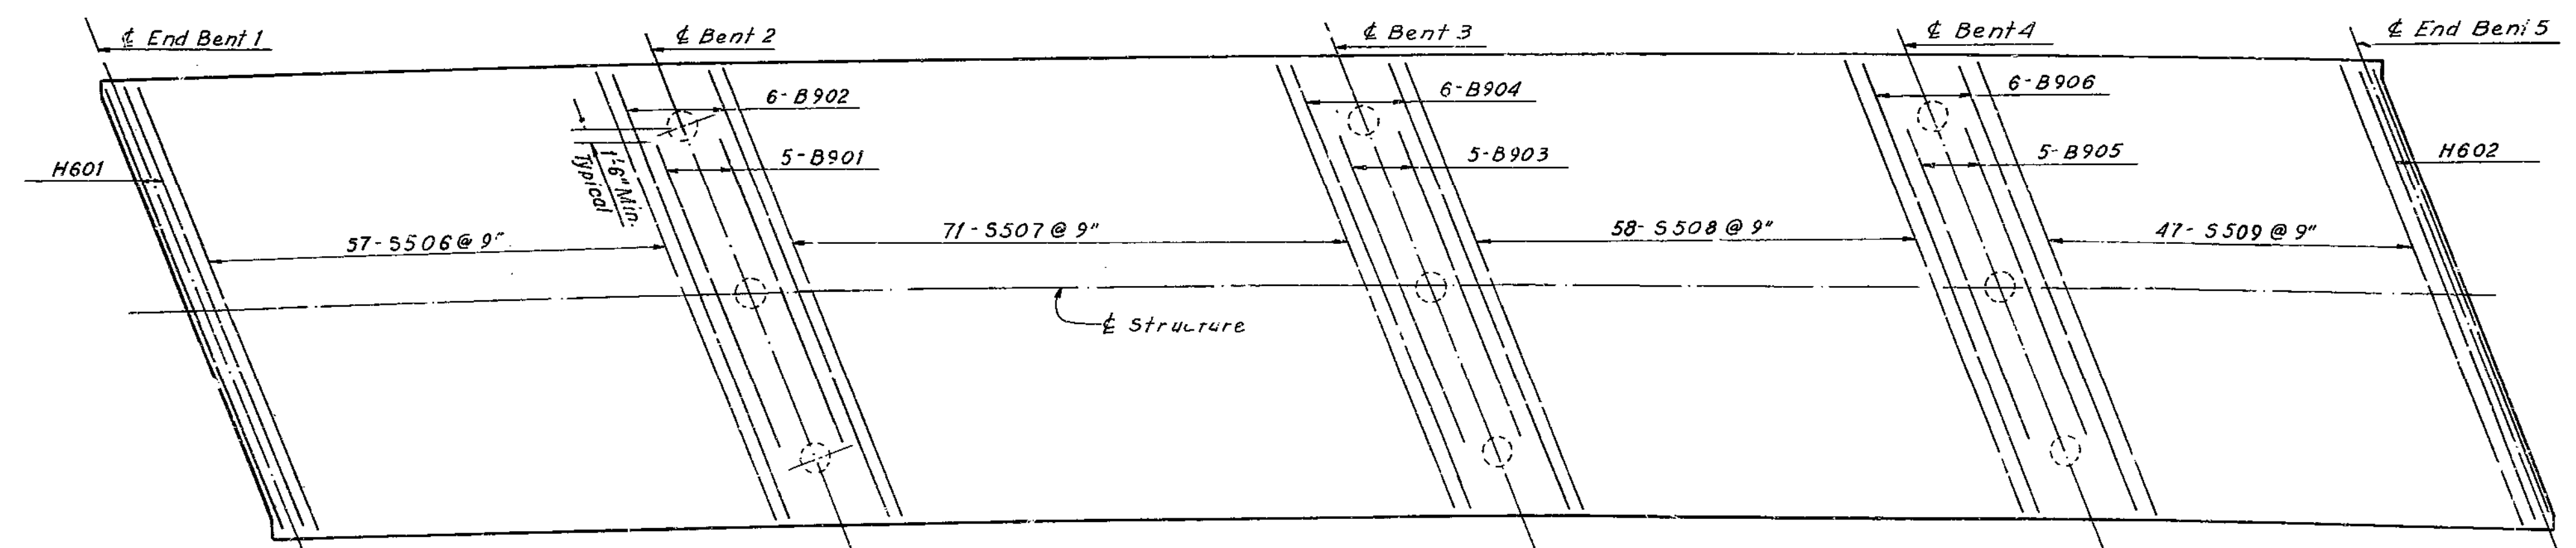 ℄ End Bent 1
℄ Bent 2
℄ Bent 3
℄ Bent 4
℄ End Bent 5
6-B902
6-B904
6-B906
H601
1'-6" Min.
Typical
5-B901
5-B903
5-B905
H602
57-S506 @ 9"
71-S507 @ 9"
58-S508 @ 9"
47-S509 @ 9"
℄ Structure